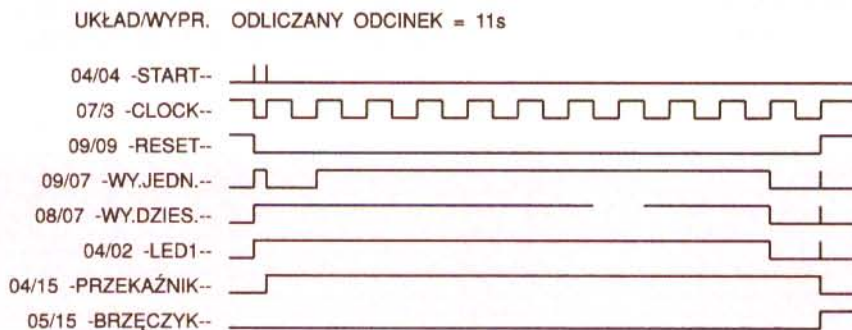 UKŁAD/WYPR. ODLICZANY ODCINEK = 11s
04/04 -START--
07/3 -CLOCK--
09/09 -RESET--
09/07 -WY.JEDN.--
08/07 -WY.DZIES.--
04/02 -LED1--
04/15 -PRZEKAŹNIK--
05/15 -BRZĘCZYK--